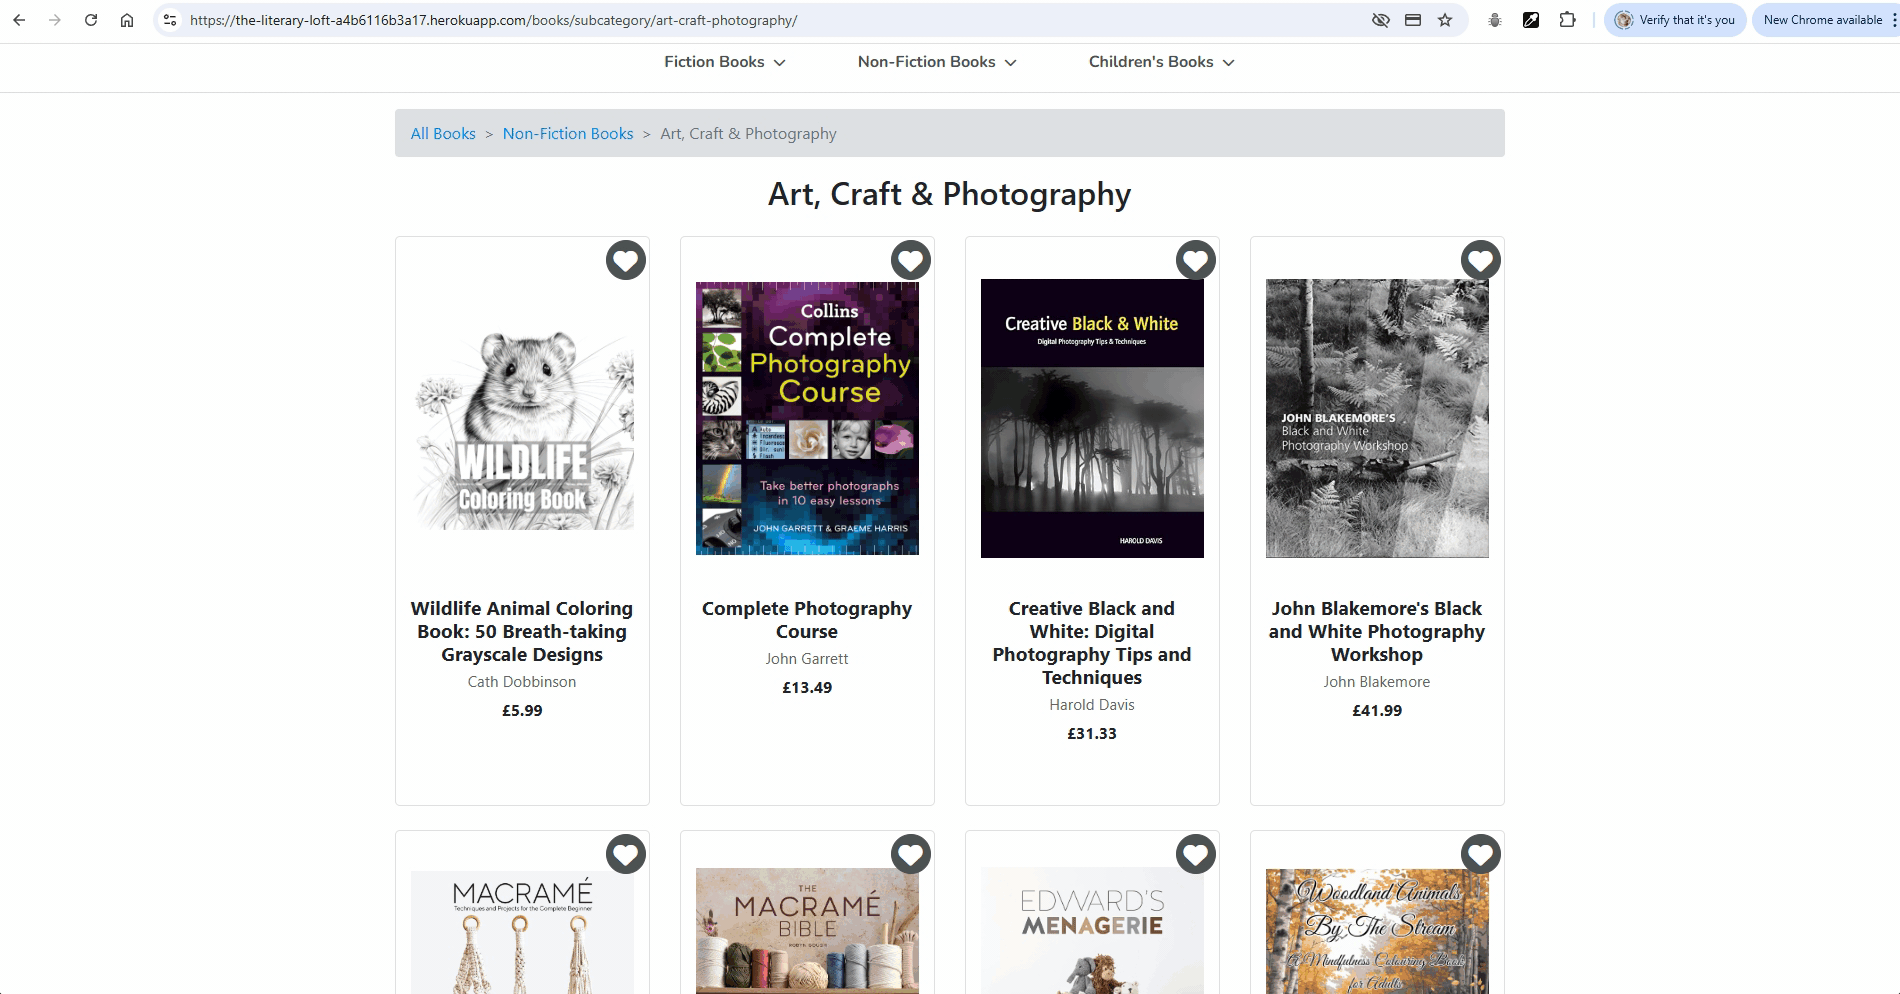 https://the-literary-loft-a4b6116b3a17.herokuapp.com/books/subcategory/art-craft-photography/
Verify that it's you
New Chrome available
Fiction Books
Non-Fiction Books
Children's Books
All Books > Non-Fiction Books > Art, Craft & Photography
Art, Craft & Photography
WILDLIFE
Coloring Book
Wildlife Animal Coloring
Book: 50 Breath-taking
Grayscale Designs
Cath Dobbinson
£5.99
Collins
Complete
Photography
Course
Take better photographs
in 10 easy lessons
JOHN GARRETT & GRAEME HARRIS
Complete Photography
Course
John Garrett
£13.49
Creative Black & White
Digital Photography Tips & Techniques
HAROLD DAVIS
Creative Black and
White: Digital
Photography Tips and
Techniques
Harold Davis
£31.33
JOHN BLAKEMORE'S
Black and White
Photography Workshop
John Blakemore's Black
and White Photography
Workshop
John Blakemore
£41.99
MACRAMÉ
Techniques and Projects for the Complete Beginner
THE
MACRAMÉ
BIBLE
ROBYN GOUGH
EDWARD'S
MENAGERIE
Woodland Animals
By The Stream
A Mindfulness Colouring Book
for Adults